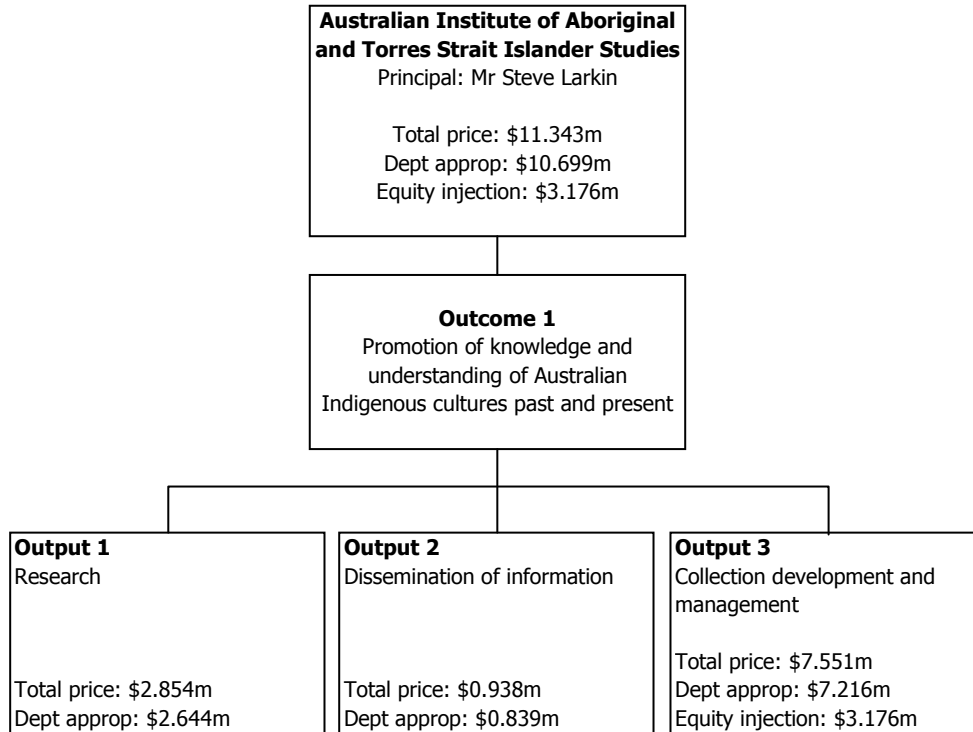 Australian Institute of Aboriginal
and Torres Strait Islander Studies
Principal: Mr Steve Larkin
Total price: $11.343m
Dept approp: $10.699m
Equity injection: $3.176m
Outcome 1
Promotion of knowledge and
understanding of Australian
Indigenous cultures past and present
Output 1
Research
Total price: $2.854m
Dept approp: $2.644m
Output 2
Dissemination of information
Total price: $0.938m
Dept approp: $0.839m
Output 3
Collection development and
management
Total price: $7.551m
Dept approp: $7.216m
Equity injection: $3.176m